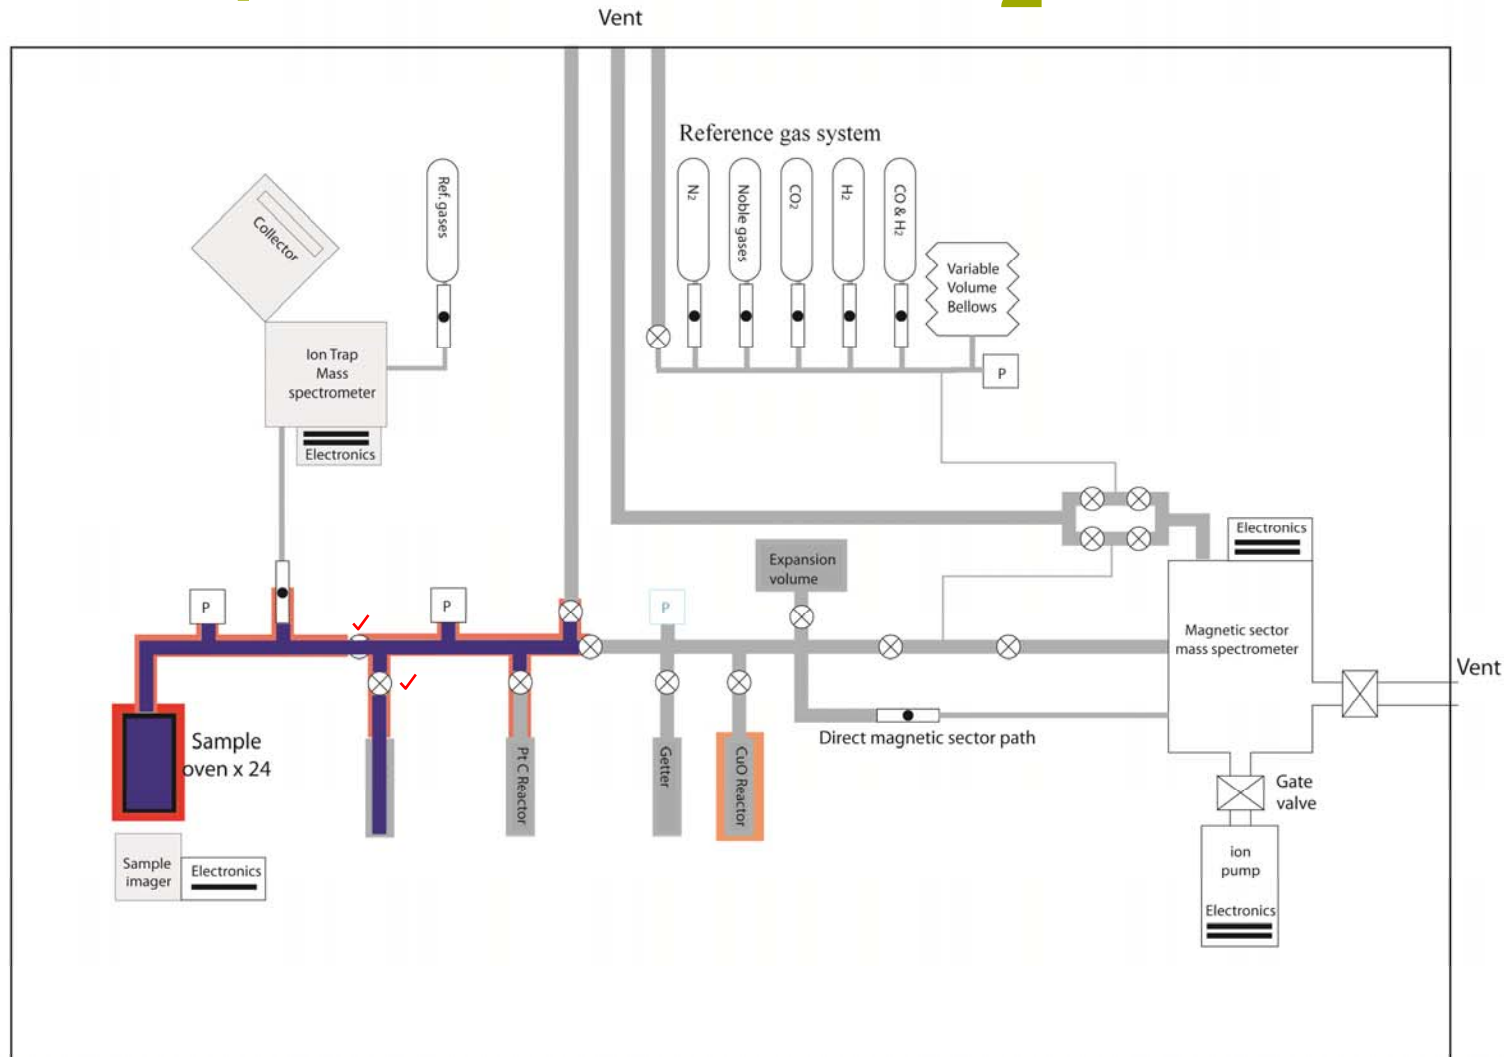 Vent
Reference gas system
Ref. gases
N2
Noble gases
CO2
H2
CO & H2
Collector
Variable
Volume
Bellows
Ion Trap
Mass
spectrometer
P
Electronics
Electronics
Expansion
volume
P
P
P
Magnetic sector
mass spectrometer
Vent
Sample
oven x 24
Pt C Reactor
Getter
CuO Reactor
Direct magnetic sector path
Gate
valve
Sample
imager
Electronics
ion
pump
Electronics